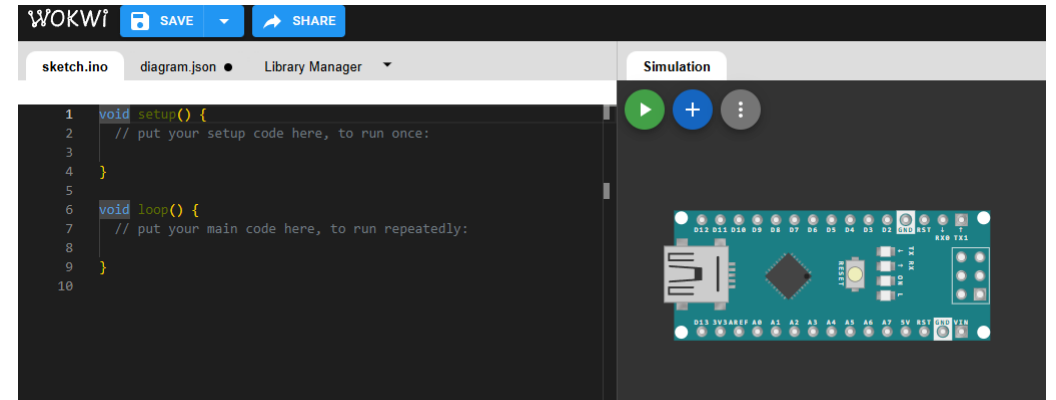 WOKWI SAVE SHARE
sketch.ino diagram.json ● Library Manager
1 void setup() {
2 // put your setup code here, to run once:
3
4 }
5
6 void loop() {
7 // put your main code here, to run repeatedly:
8
9 }
10
Simulation
D12 D11 D10 D9 D8 D7 D6 D5 D4 D3 D2 GND RST ↓ ↑
RX0 TX1
RESET
TX RX
↓ ↑ ON L
D13 3V3 AREF A0 A1 A2 A3 A4 A5 A6 A7 5V RST GND VIN